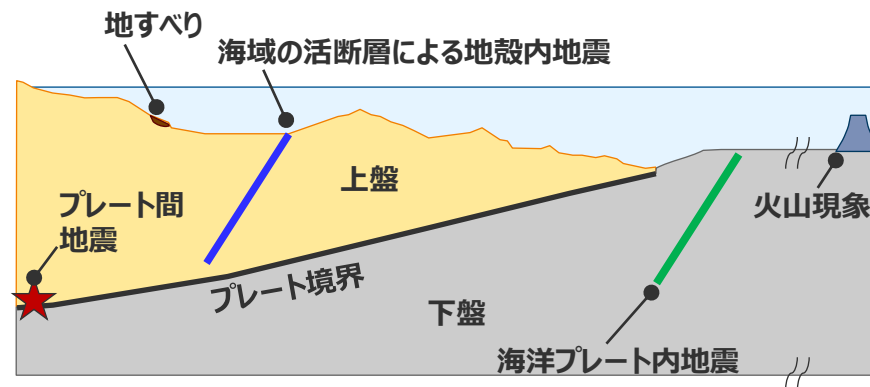 地すべり
海域の活断層による地殻内地震
上盤
プレート間
地震
火山現象
プレート境界
下盤
海洋プレート内地震